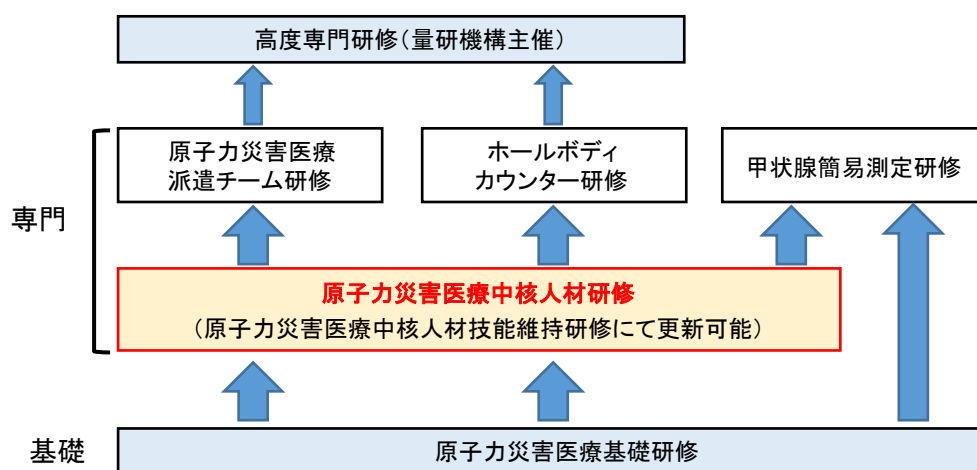 高度専門研修(量研機構主催)
専門
原子力災害医療
派遣チーム研修
ホールボディ
カウンター研修
甲状腺簡易測定研修
原子力災害医療中核人材研修
(原子力災害医療中核人材技能維持研修にて更新可能)
基礎
原子力災害医療基礎研修